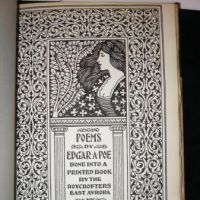 POEMS
BY
EDGAR A POE
DONE INTO A
PRINTED BOOK
BY THE
ROYCROFTERS
EAST AVRORA